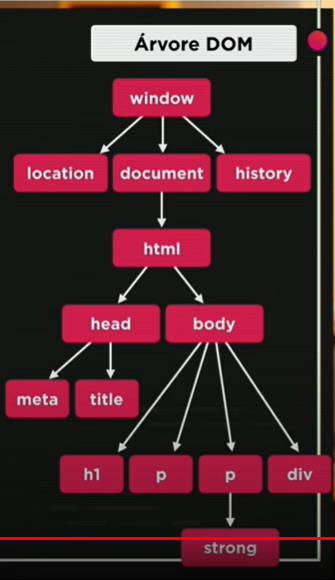 Árvore DOM
window
location document history
html
head body
meta title
h1 p p div
strong